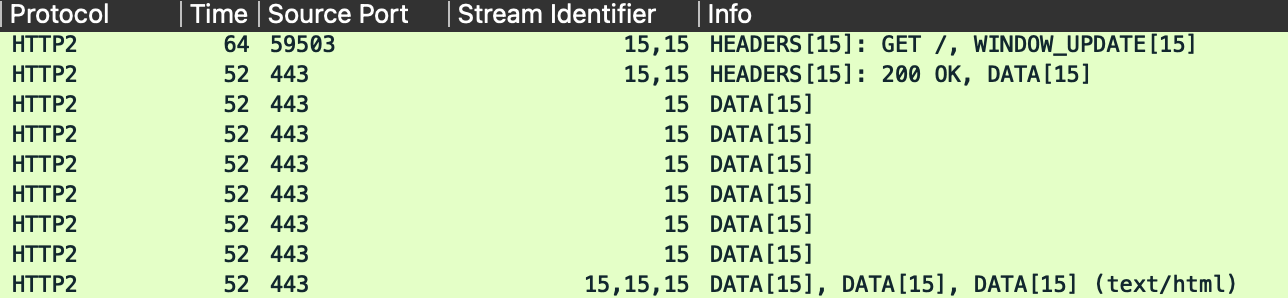 Protocol Time Source Port Stream Identifier Info
HTTP2 64 59503 15,15 HEADERS[15]: GET /, WINDOW_UPDATE[15]
HTTP2 52 443 15,15 HEADERS[15]: 200 OK, DATA[15]
HTTP2 52 443 15 DATA[15]
HTTP2 52 443 15 DATA[15]
HTTP2 52 443 15 DATA[15]
HTTP2 52 443 15 DATA[15]
HTTP2 52 443 15 DATA[15]
HTTP2 52 443 15 DATA[15]
HTTP2 52 443 15,15,15 DATA[15], DATA[15], DATA[15] (text/html)